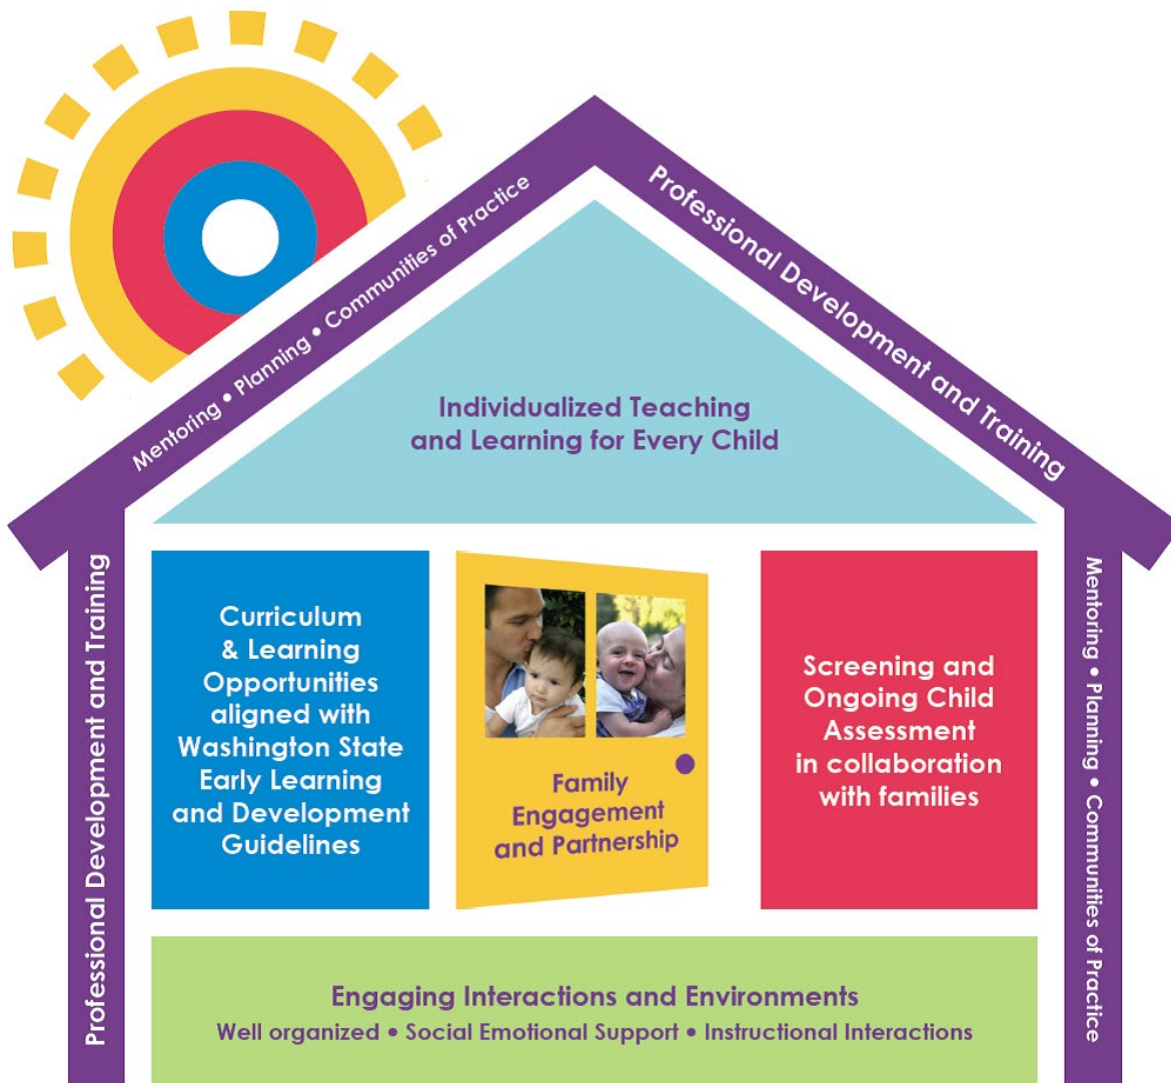 Mentoring • Planning • Communities of Practice
Professional Development and Training
Individualized Teaching
and Learning for Every Child
Professional Development and Training
Curriculum
& Learning
Opportunities
aligned with
Washington State
Early Learning
and Development
Guidelines
Family
Engagement
and Partnership
Screening and
Ongoing Child
Assessment
in collaboration
with families
Mentoring • Planning • Communities of Practice
Engaging Interactions and Environments
Well organized • Social Emotional Support • Instructional Interactions